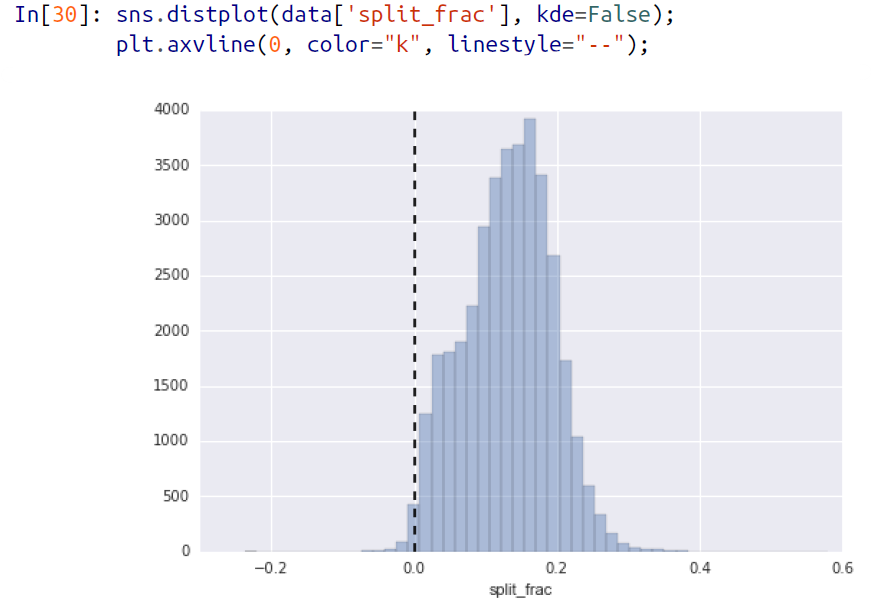 In[30]: sns.distplot(data['split_frac'], kde=False);
plt.axvline(0, color="k", linestyle="--");
4000
3500
3000
2500
2000
1500
1000
500
0
−0.2 0.0 0.2 0.4 0.6
split_frac